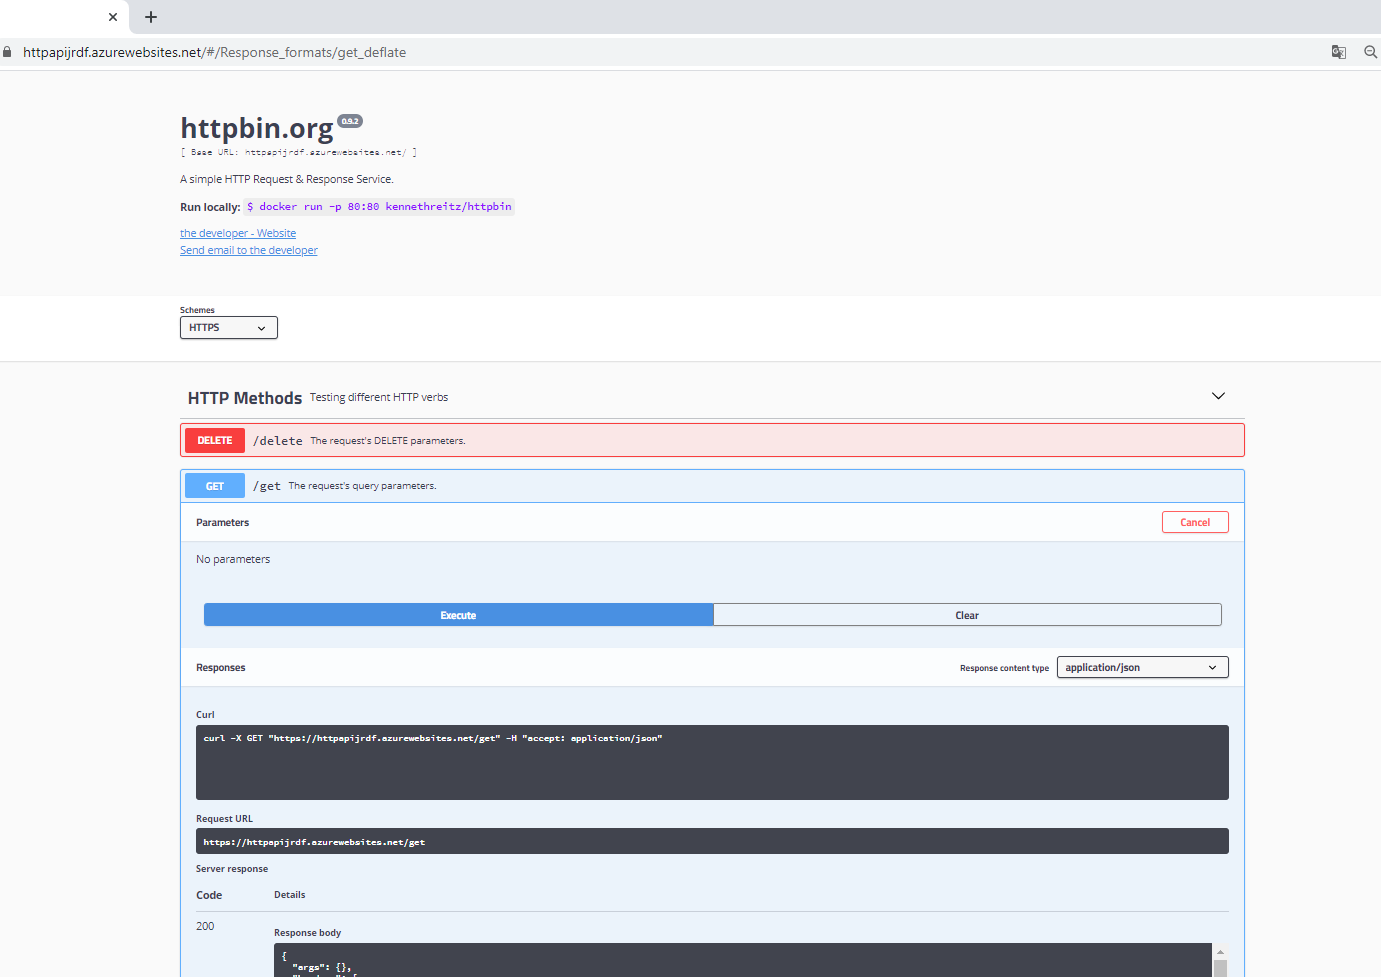 httpapijrdf.azurewebsites.net/#/Response_formats/get_deflate
httpbin.org 0.9.2
[ Base URL: httpapijrdf.azurewebsites.net/ ]
A simple HTTP Request & Response Service.
Run locally: $ docker run -p 80:80 kennethreitz/httpbin
the developer - Website
Send email to the developer
Schemes
HTTPS
HTTP Methods Testing different HTTP verbs
DELETE /delete The request's DELETE parameters.
GET /get The request's query parameters.
Parameters Cancel
No parameters
Execute Clear
Responses Response content type application/json
Curl
curl -X GET "https://httpapijrdf.azurewebsites.net/get" -H "accept: application/json"
Request URL
https://httpapijrdf.azurewebsites.net/get
Server response
Code Details
200
Response body
{
"args": {},